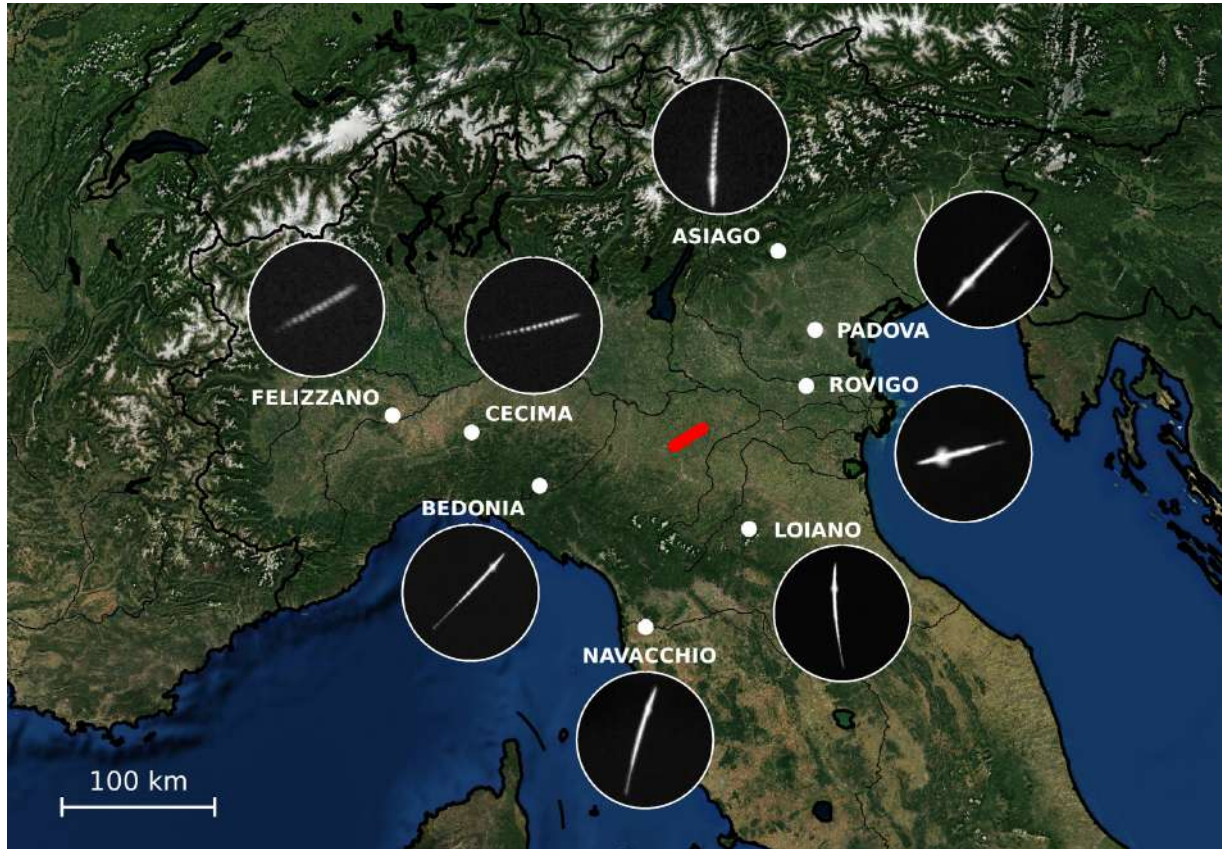 ASIAGO
PADOVA
FELIZZANO
ROVIGO
CECIMA
BEDONIA
LOIANO
NAVACCHIO
100 km